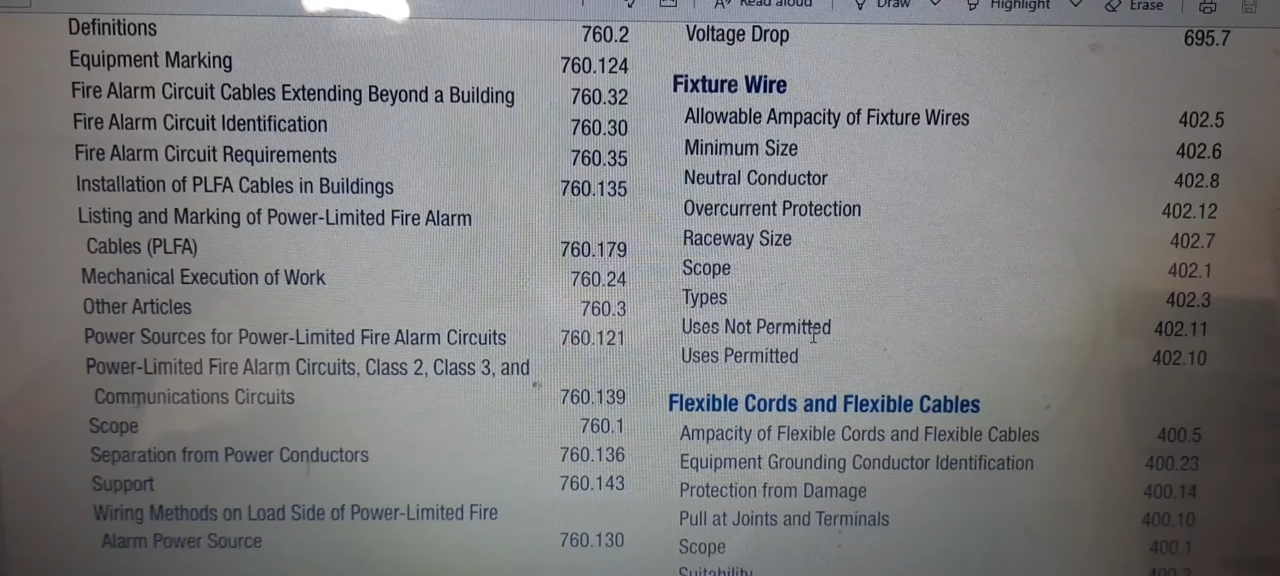 Read aloud Draw Highlight Erase
Definitions 760.2
Equipment Marking 760.124
Fire Alarm Circuit Cables Extending Beyond a Building 760.32
Fire Alarm Circuit Identification 760.30
Fire Alarm Circuit Requirements 760.35
Installation of PLFA Cables in Buildings 760.135
Listing and Marking of Power-Limited Fire Alarm
Cables (PLFA) 760.179
Mechanical Execution of Work 760.24
Other Articles 760.3
Power Sources for Power-Limited Fire Alarm Circuits 760.121
Power-Limited Fire Alarm Circuits, Class 2, Class 3, and
Communications Circuits 760.139
Scope 760.1
Separation from Power Conductors 760.136
Support 760.143
Wiring Methods on Load Side of Power-Limited Fire
Alarm Power Source 760.130
Voltage Drop 695.7
Fixture Wire
Allowable Ampacity of Fixture Wires 402.5
Minimum Size 402.6
Neutral Conductor 402.8
Overcurrent Protection 402.12
Raceway Size 402.7
Scope 402.1
Types 402.3
Uses Not Permitted 402.11
Uses Permitted 402.10
Flexible Cords and Flexible Cables
Ampacity of Flexible Cords and Flexible Cables 400.5
Equipment Grounding Conductor Identification 400.23
Protection from Damage 400.14
Pull at Joints and Terminals 400.10
Scope 400.1
Suitability